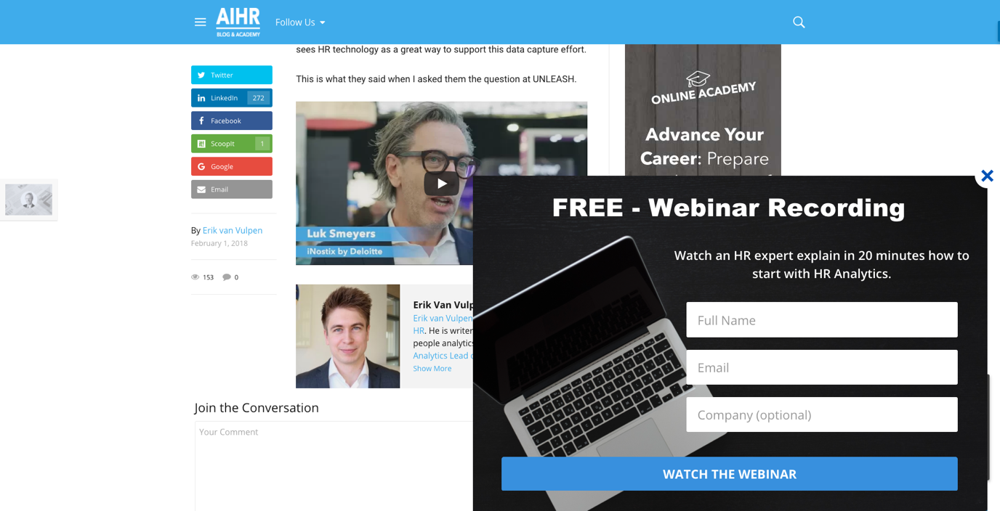 AIHR
BLOG & ACADEMY
Follow Us
sees HR technology as a great way to support this data capture effort.
This is what they said when I asked them the question at UNLEASH.
Twitter
LinkedIn 272
Facebook
ScoopIt 1
Google
Email
By Erik van Vulpen
February 1, 2018
153 0
Luk Smeyers
iNostix by Deloitte
Erik Van Vulp
Erik van Vulpen
HR. He is writer
people analytics
Analytics Lead
Show More
Join the Conversation
Your Comment
ONLINE ACADEMY
Advance Your
Career: Prepare
FREE - Webinar Recording
Watch an HR expert explain in 20 minutes how to
start with HR Analytics.
Full Name
Email
Company (optional)
WATCH THE WEBINAR